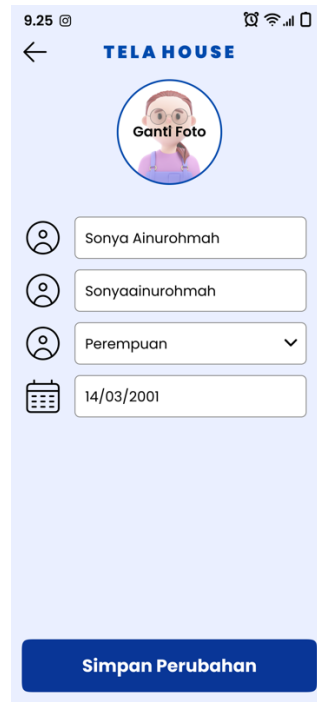 9.25
TELA HOUSE
Ganti Foto
Sonya Ainurohmah
Sonyaainurohmah
Perempuan
14/03/2001
Simpan Perubahan